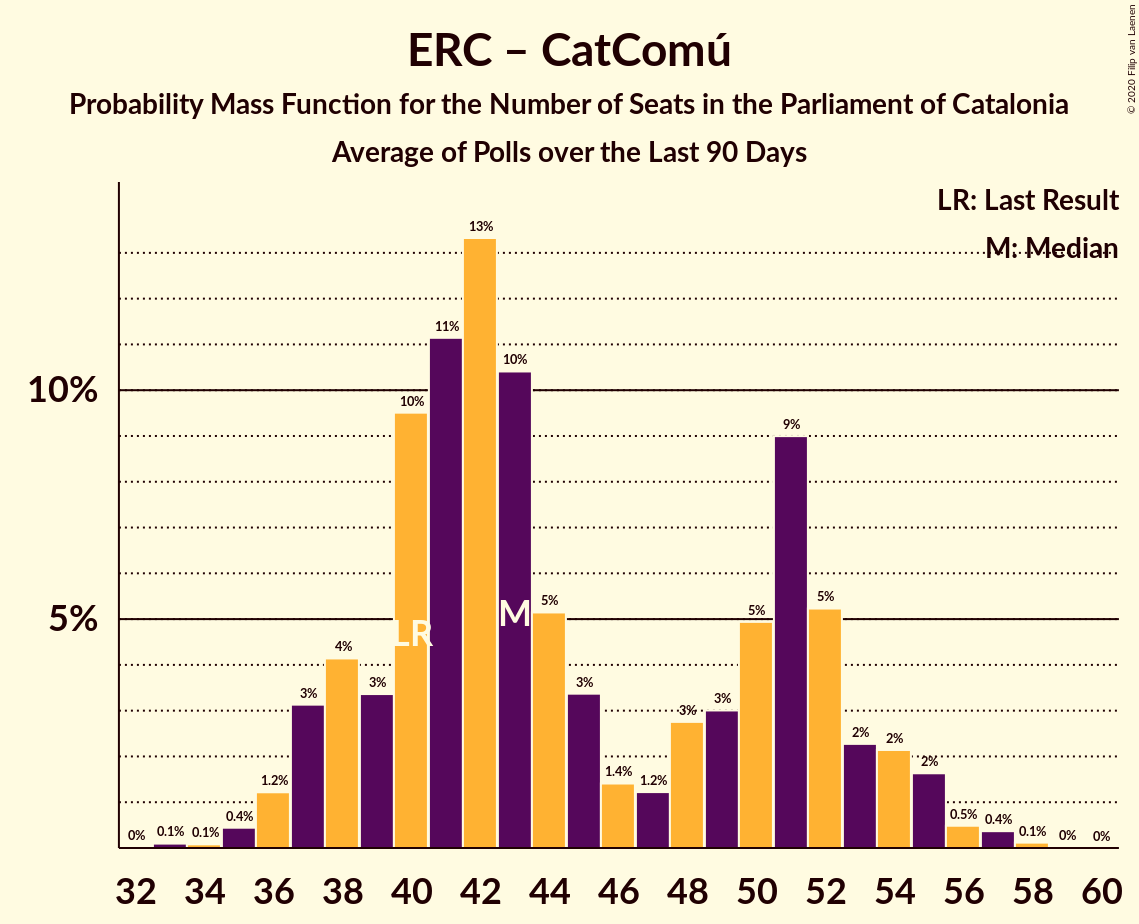 ERC – CatComú
Probability Mass Function for the Number of Seats in the Parliament of Catalonia
Average of Polls over the Last 90 Days
© 2020 Filip van Laenen
LR: Last Result
M: Median
10%
5%
0% 0.1% 0.1% 0.4% 1.2% 3% 4% 3% 10% 11% 13% 10% 5% 3% 1.4% 1.2% 3% 3% 5% 9% 5% 2% 2% 2% 0.5% 0.4% 0.1% 0% 0%
LR M
32 34 36 38 40 42 44 46 48 50 52 54 56 58 60